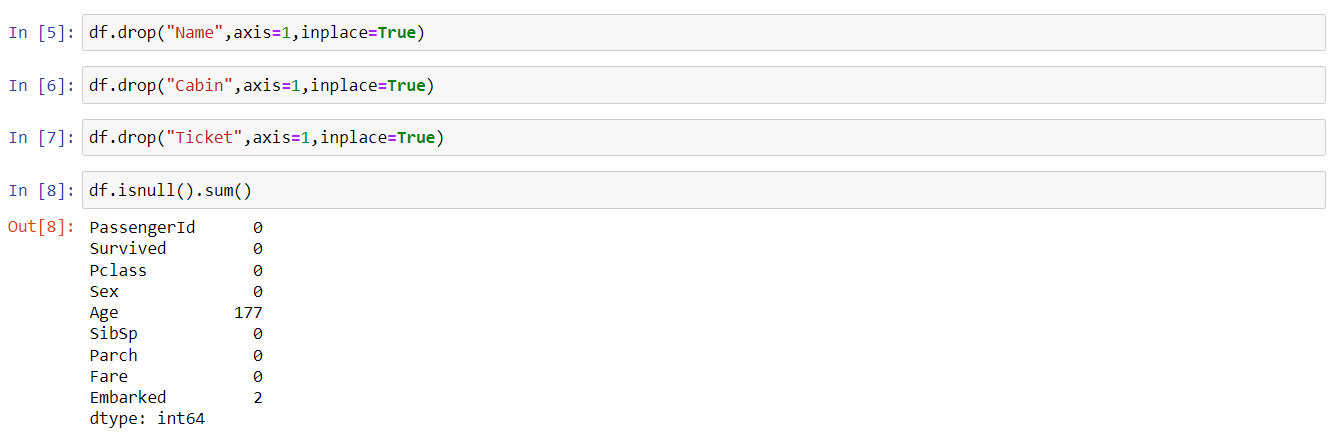 In [5]: df.drop("Name",axis=1,inplace=True)
In [6]: df.drop("Cabin",axis=1,inplace=True)
In [7]: df.drop("Ticket",axis=1,inplace=True)
In [8]: df.isnull().sum()
Out[8]: PassengerId      0
Survived         0
Pclass           0
Sex              0
Age            177
SibSp            0
Parch            0
Fare             0
Embarked         2
dtype: int64